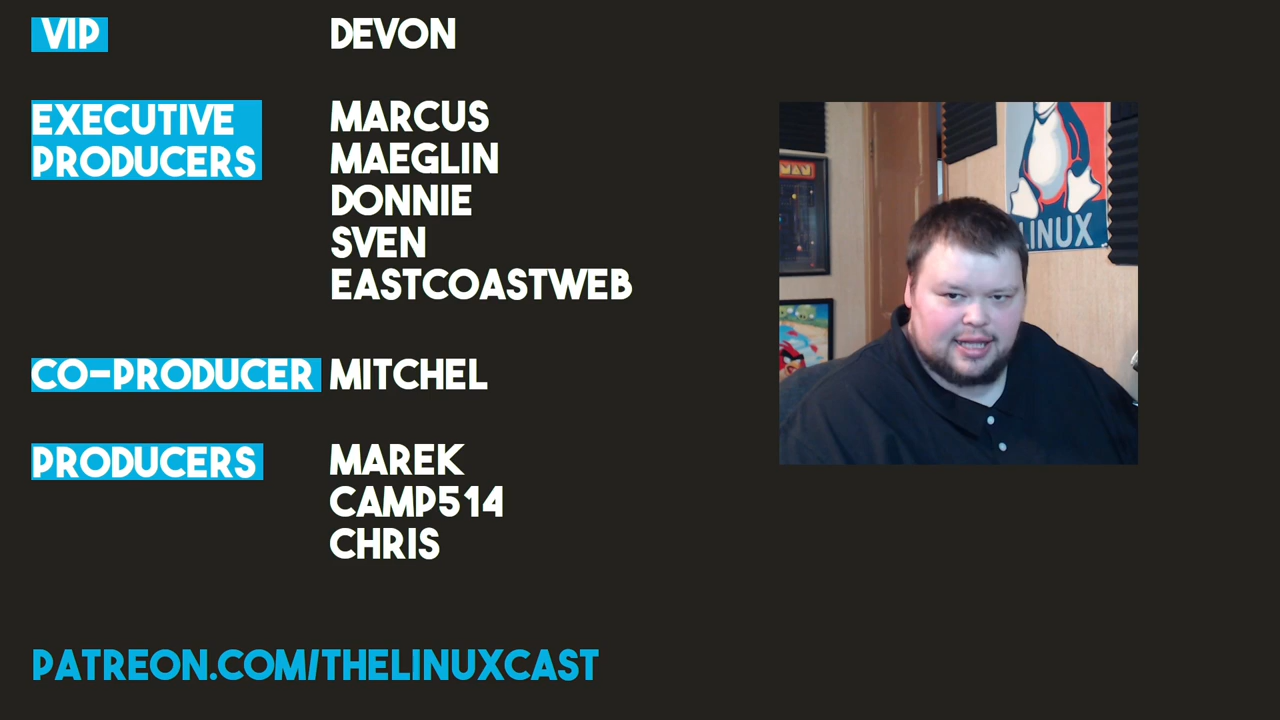 VIP DEVON
EXECUTIVE PRODUCERS
MARCUS
MAEGLIN
DONNIE
SVEN
EASTCOASTWEB
CO-PRODUCER MITCHEL
PRODUCERS
MAREK
CAMP514
CHRIS
PATREON.COM/THELINUXCAST
LINUX